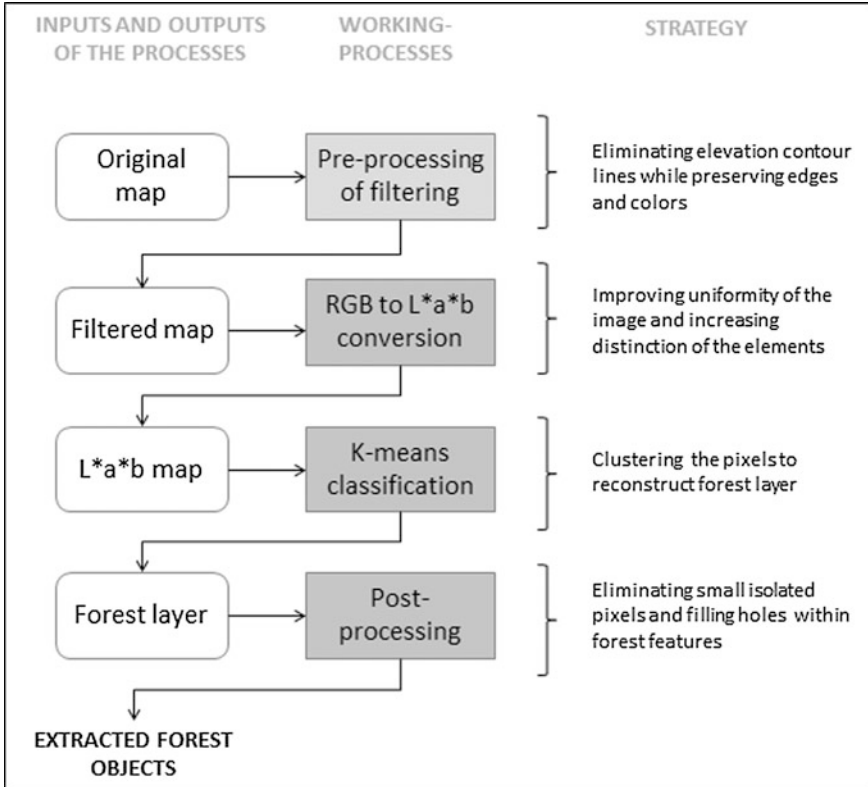 INPUTS AND OUTPUTS
OF THE PROCESSES
WORKING-
PROCESSES
STRATEGY
Original
map
Pre-processing
of filtering
Eliminating elevation contour
lines while preserving edges
and colors
Filtered map
RGB to L*a*b
conversion
Improving uniformity of the
image and increasing
distinction of the elements
L*a*b map
K-means
classification
Clustering the pixels to
reconstruct forest layer
Forest layer
Post-
processing
Eliminating small isolated
pixels and filling holes within
forest features
EXTRACTED FOREST
OBJECTS